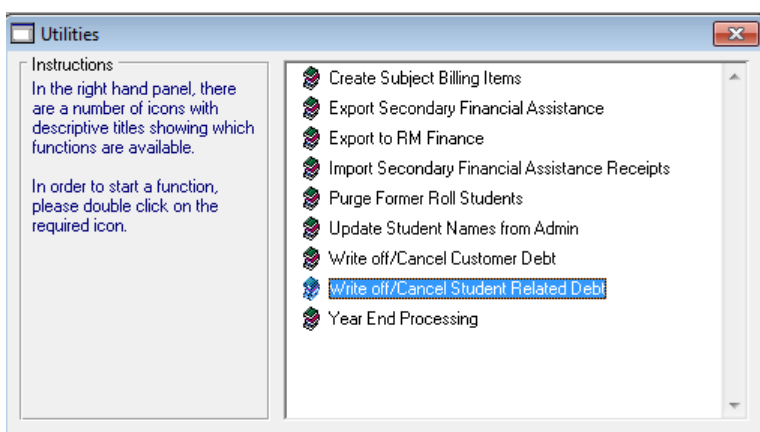 Utilities
Instructions
In the right hand panel, there
are a number of icons with
descriptive titles showing which
functions are available.
In order to start a function,
please double click on the
required icon.
Create Subject Billing Items
Export Secondary Financial Assistance
Export to RM Finance
Import Secondary Financial Assistance Receipts
Purge Former Roll Students
Update Student Names from Admin
Write off/Cancel Customer Debt
Write off/Cancel Student Related Debt
Year End Processing